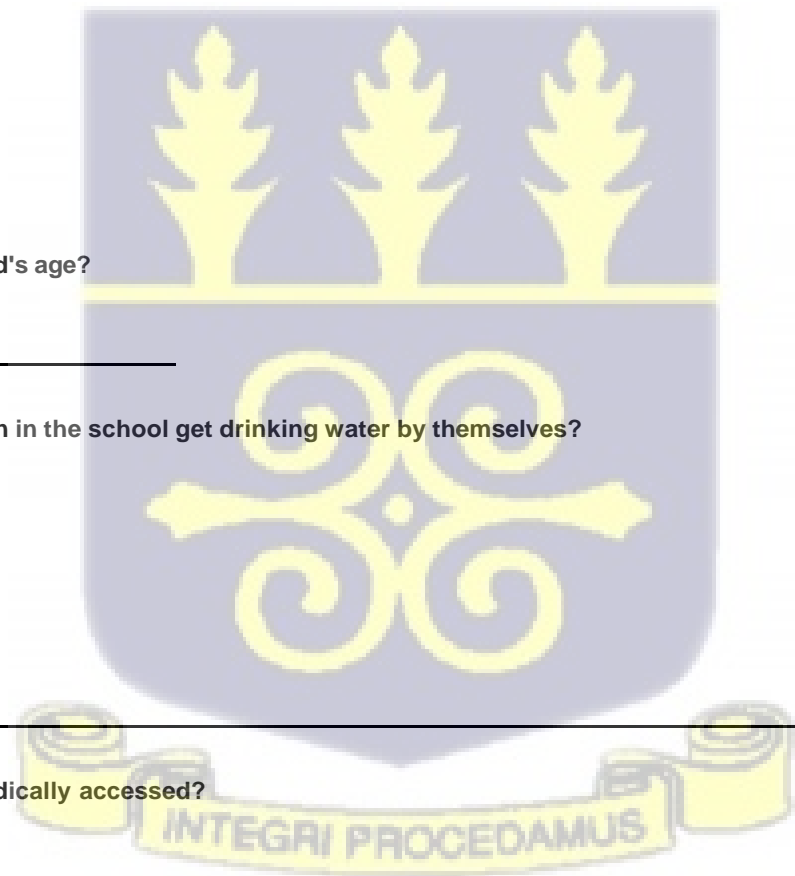 d's age?
n in the school get drinking water by themselves?
dically accessed?
INTEGRI PROCEDAMUS